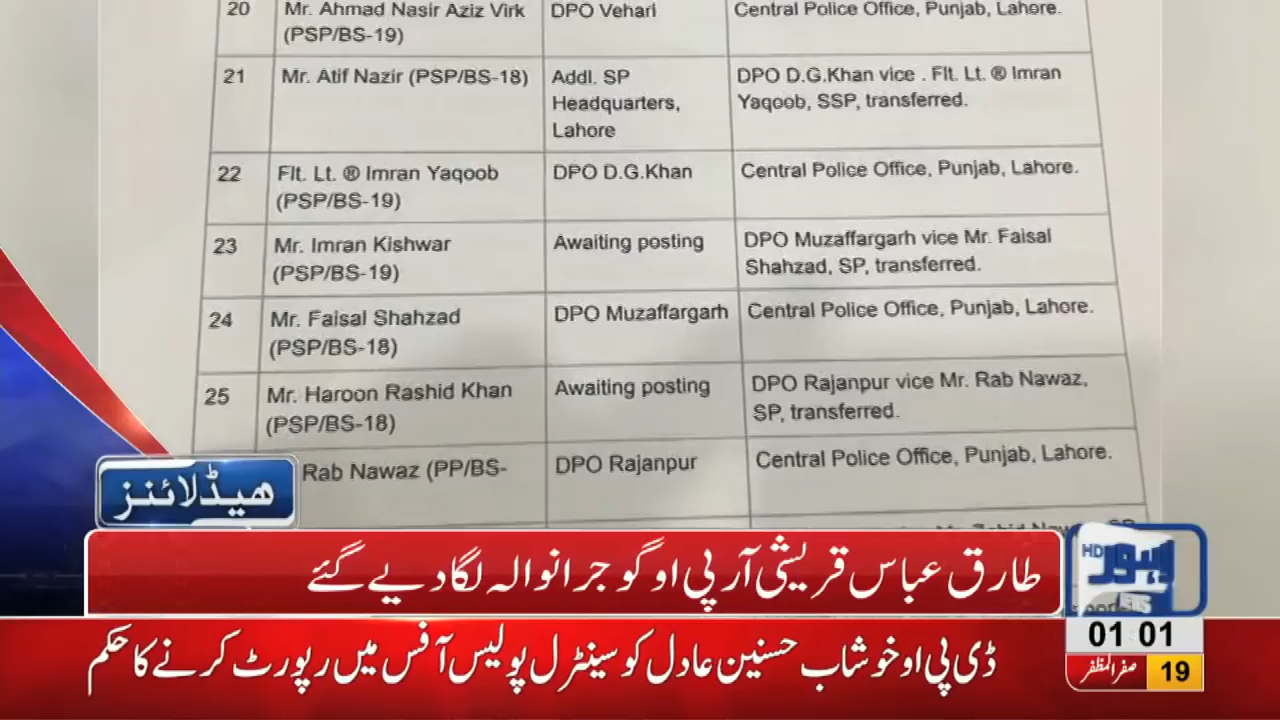 20 Mr. Ahmad Nasir Aziz Virk DPO Vehari Central Police Office, Punjab, Lahore.
(PSP/BS-19)
21 Mr. Atif Nazir (PSP/BS-18) Addl. SP DPO D.G.Khan vice . Flt. Lt. ® Imran
Headquarters, Yaqoob, SSP, transferred.
Lahore
22 Flt. Lt. ® Imran Yaqoob DPO D.G.Khan Central Police Office, Punjab, Lahore.
(PSP/BS-19)
23 Mr. Imran Kishwar Awaiting posting DPO Muzaffargarh vice Mr. Faisal
(PSP/BS-19) Shahzad, SP, transferred.
24 Mr. Faisal Shahzad DPO Muzaffargarh Central Police Office, Punjab, Lahore.
(PSP/BS-18)
25 Mr. Haroon Rashid Khan Awaiting posting DPO Rajanpur vice Mr. Rab Nawaz,
(PSP/BS-18) SP, transferred.
Rab Nawaz (PP/BS- DPO Rajanpur Central Police Office, Punjab, Lahore.
ہیڈلائنز
طارق عباس قریشی آر پی او گوجرانوالہ لگا دیے گئے
لاہور HD
ڈی پی او خوشاب حسنین عادل کو سینٹرل پولیس آفس میں رپورٹ کرنے کا حکم
01 01
19 صفر المظفر